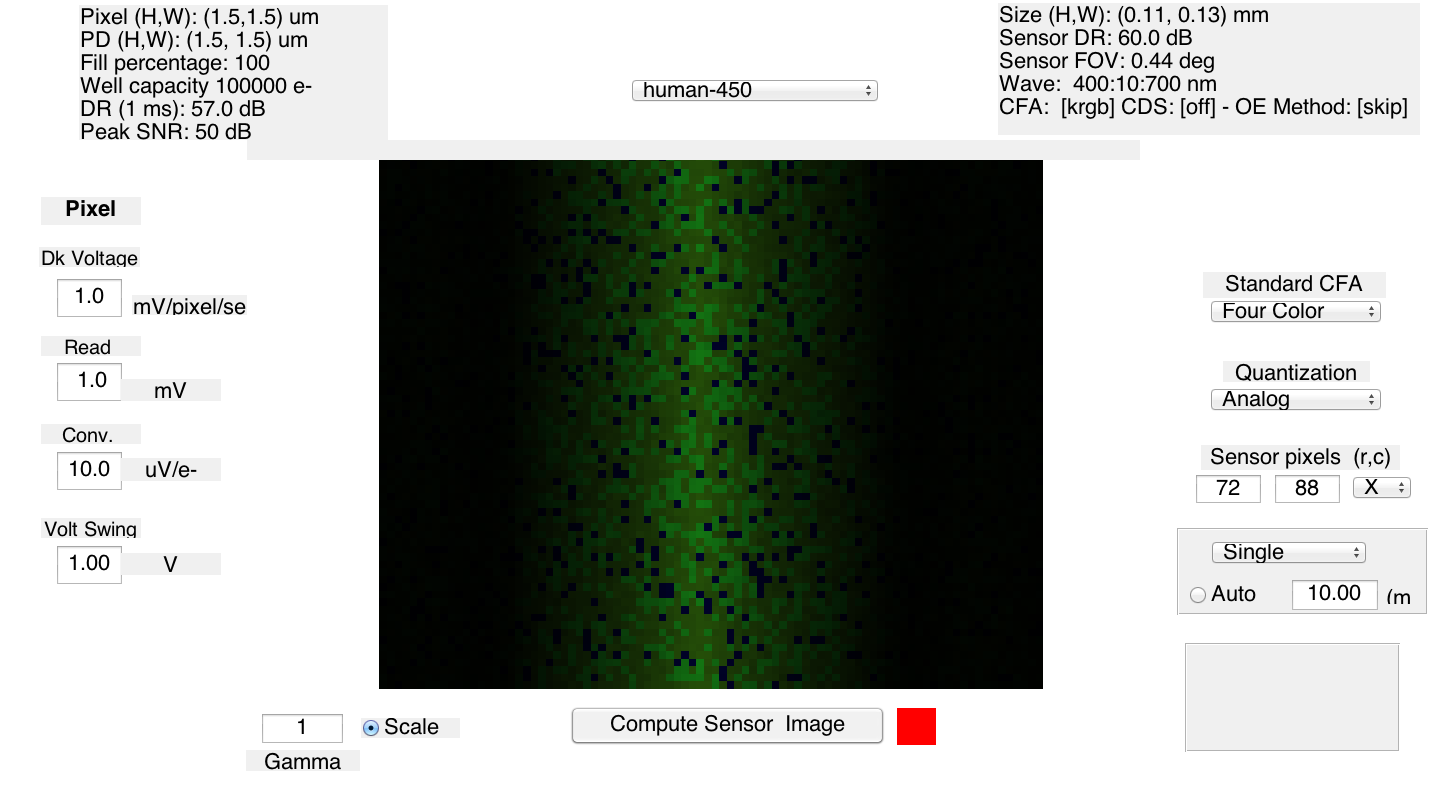 Pixel (H,W): (1.5,1.5) um
PD (H,W): (1.5, 1.5) um
Fill percentage: 100
Well capacity 100000 e-
DR (1 ms): 57.0 dB
Peak SNR: 50 dB
human-450
Size (H,W): (0.11, 0.13) mm
Sensor DR: 60.0 dB
Sensor FOV: 0.44 deg
Wave:  400:10:700 nm
CFA:  [krgb] CDS: [off] - OE Method: [skip]
Pixel
Dk Voltage
1.0 mV/pixel/se
Read
1.0 mV
Conv.
10.0 uV/e-
Volt Swing
1.00 V
Standard CFA
Four Color
Quantization
Analog
Sensor pixels  (r,c)
72 88 X
Single
Auto 10.00 (m
1 Scale
Gamma
Compute Sensor  Image